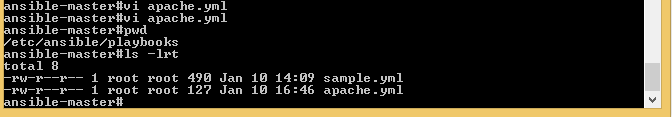 ansible-master#vi apache.yml
ansible-master#vi apache.yml
ansible-master#pwd
/etc/ansible/playbooks
ansible-master#ls -lrt
total 8
-rw-r--r-- 1 root root 490 Jan 10 14:09 sample.yml
-rw-r--r-- 1 root root 127 Jan 10 16:46 apache.yml
ansible-master#